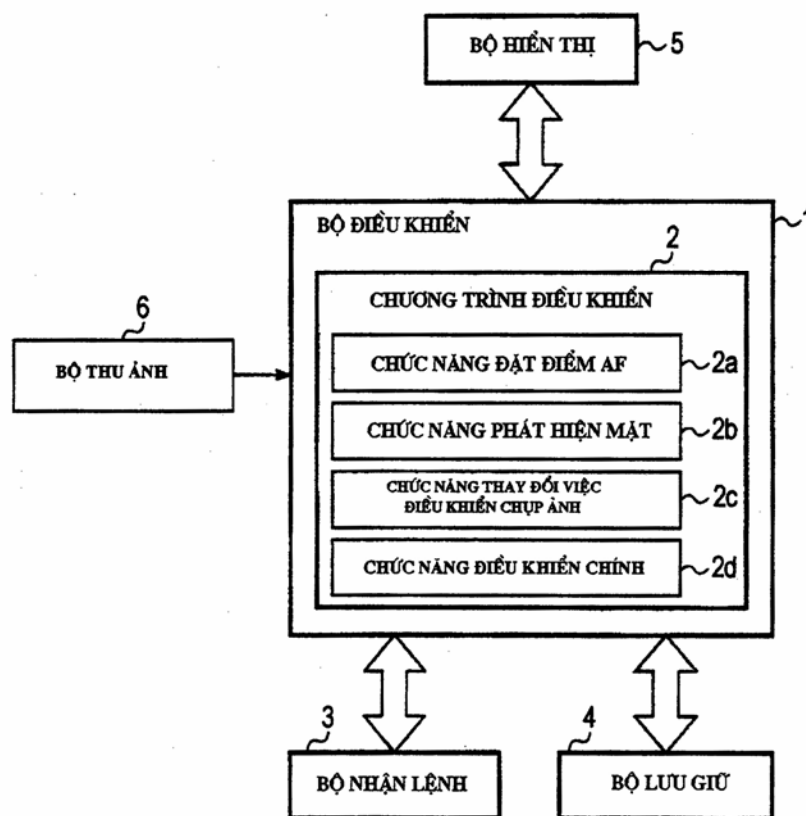 BỘ HIỂN THỊ
5
BỘ ĐIỀU KHIỂN
2
CHƯƠNG TRÌNH ĐIỀU KHIỂN
6
BỘ THU ẢNH
CHỨC NĂNG ĐẶT ĐIỂM AF
2a
CHỨC NĂNG PHÁT HIỆN MẶT
2b
CHỨC NĂNG THAY ĐỔI VIỆC
ĐIỀU KHIỂN CHỤP ẢNH
2c
CHỨC NĂNG ĐIỀU KHIỂN CHÍNH
2d
3
BỘ NHẬN LỆNH
4
BỘ LƯU GIỮ